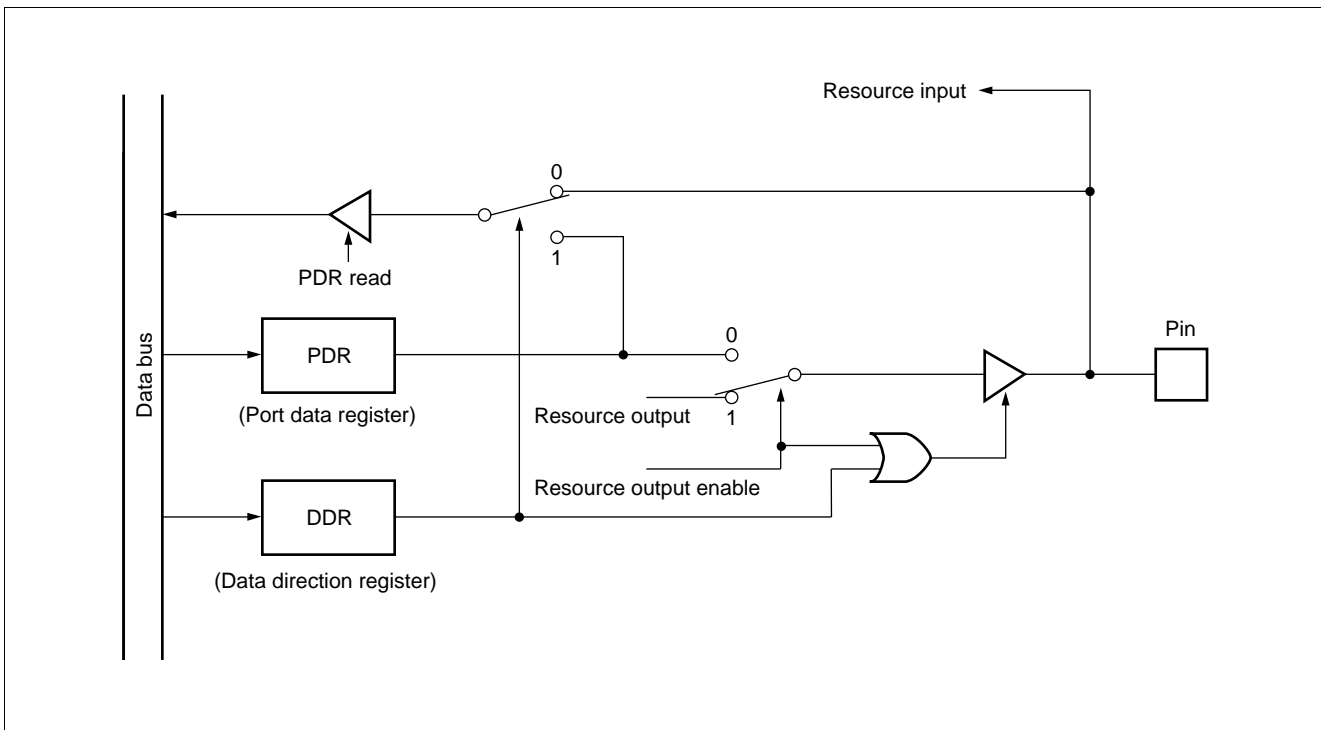 Resource input
0
1
PDR read
Data bus
PDR
(Port data register)
0
Pin
Resource output
1
Resource output enable
DDR
(Data direction register)